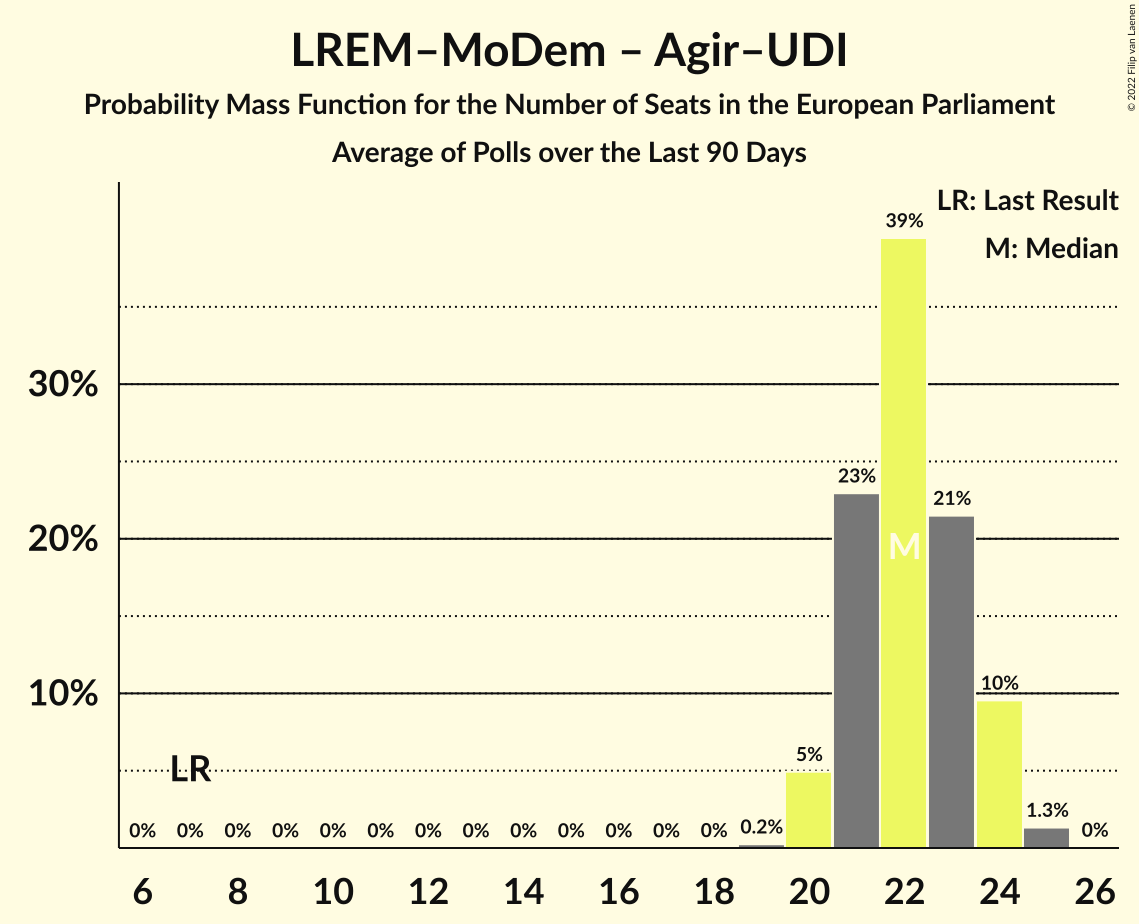 LREM–MoDem – Agir–UDI
Probability Mass Function for the Number of Seats in the European Parliament
Average of Polls over the Last 90 Days
© 2022 Filip van Laenen
LR: Last Result
M: Median
39%
30%
23%
21%
M
20%
10%
10%
LR
5%
1.3%
0% 0% 0% 0% 0% 0% 0% 0% 0% 0% 0% 0% 0% 0.2% 0%
6 8 10 12 14 16 18 20 22 24 26